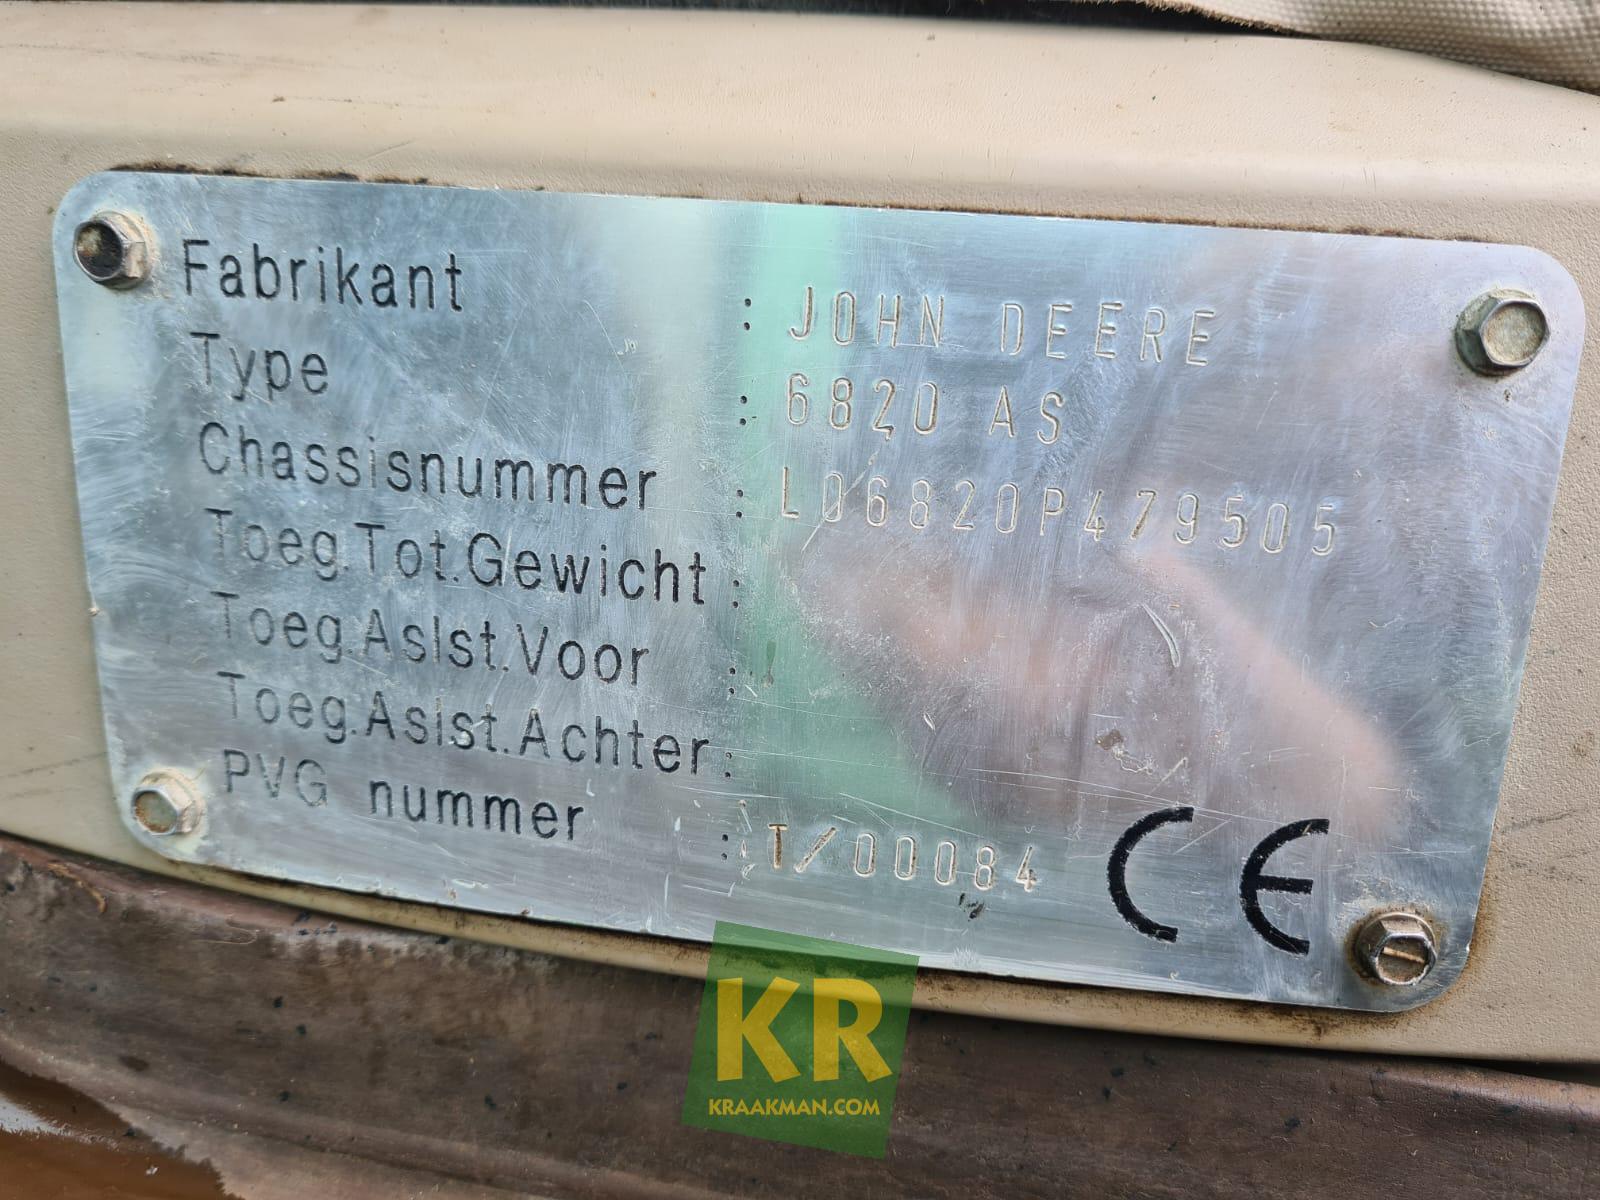 Fabrikant : JOHN DEERE
Type : 6820 AS
Chassisnummer : L06820P479505
Toeg.Tot.Gewicht :
Toeg.Aslst.Voor :
Toeg.Aslst.Achter :
PVG nummer : T/00084
CE
KR
KRAAKMAN.COM